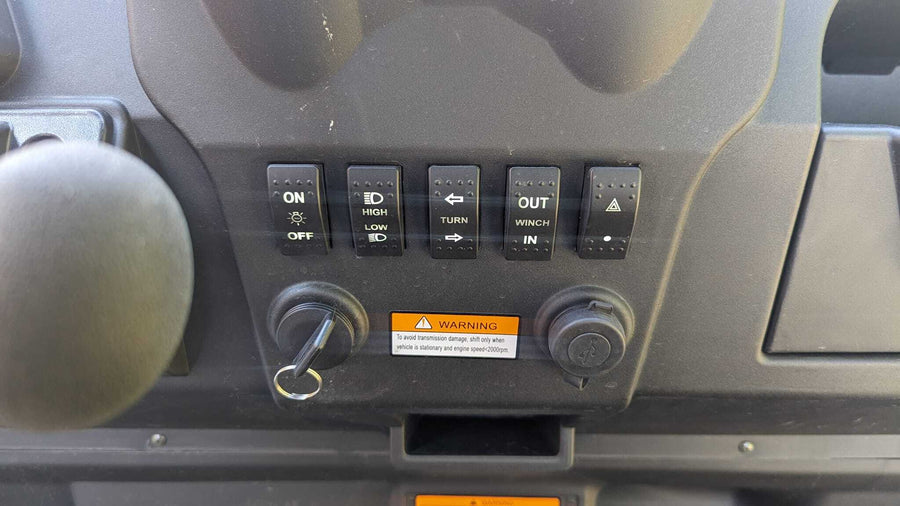 ON
OFF
HIGH
LOW
TURN
OUT
WINCH
IN
WARNING
To avoid transmission damage, shift only when
vehicle is stationary and engine speed<2000rpm.
WARNING